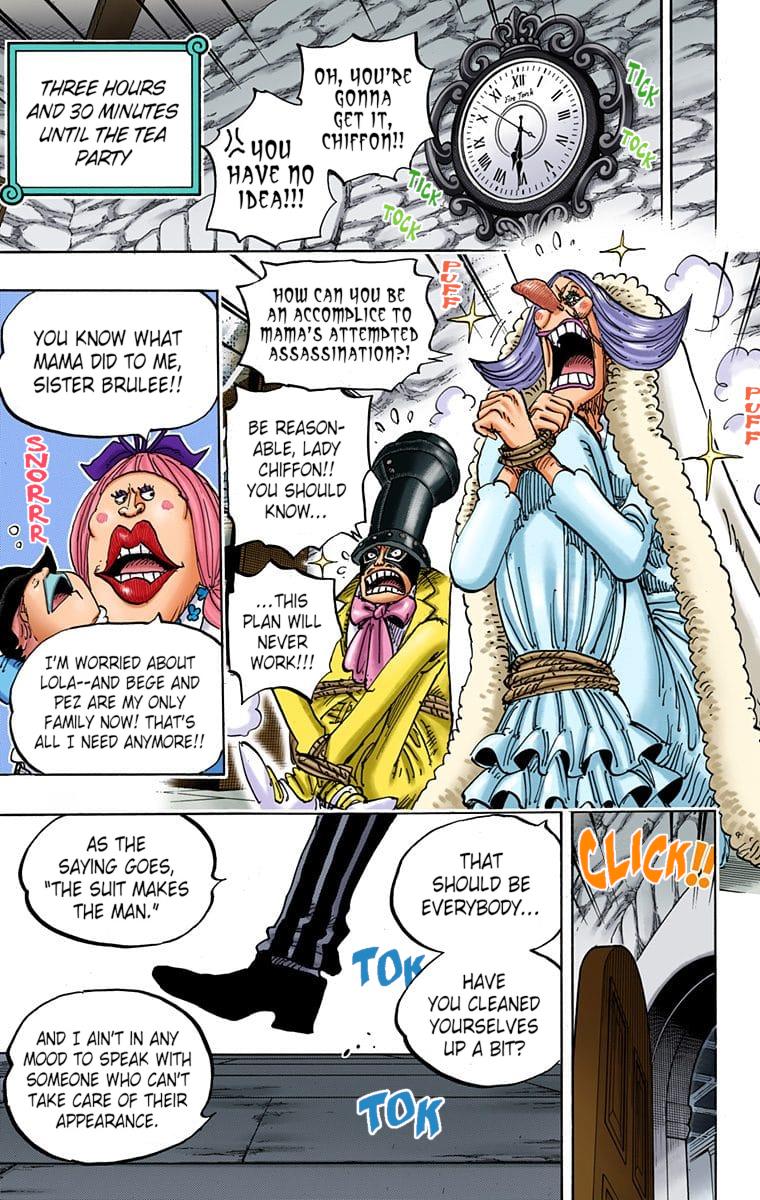 THREE HOURS
AND 30 MINUTES
UNTIL THE TEA
PARTY
OH, YOU'RE
GONNA
GET IT,
CHIFFON!!
YOU
HAVE NO
IDEA!!!
XII
TICK
TOCK
TICK
TOCK
HOW CAN YOU BE
AN ACCOMPLICE TO
MAMA'S ATTEMPTED
ASSASSINATION?!
PUFF
PUFF
PUFF
BE REASON-
ABLE, LADY
CHIFFON!!
YOU SHOULD
KNOW...
...THIS
PLAN WILL
NEVER
WORK!!!
YOU KNOW WHAT
MAMA DID TO ME,
SISTER BRULEE!!
SNORRR
I'M WORRIED ABOUT
LOLA--AND BEGE AND
PEZ ARE MY ONLY
FAMILY NOW! THAT'S
ALL I NEED ANYMORE!!
CLICK!!
THAT
SHOULD BE
EVERYBODY...
HAVE
YOU CLEANED
YOURSELVES
UP A BIT?
TOK
TOK
AS THE
SAYING GOES,
"THE SUIT MAKES
THE MAN."
AND I AIN'T IN ANY
MOOD TO SPEAK WITH
SOMEONE WHO CAN'T
TAKE CARE OF THEIR
APPEARANCE.